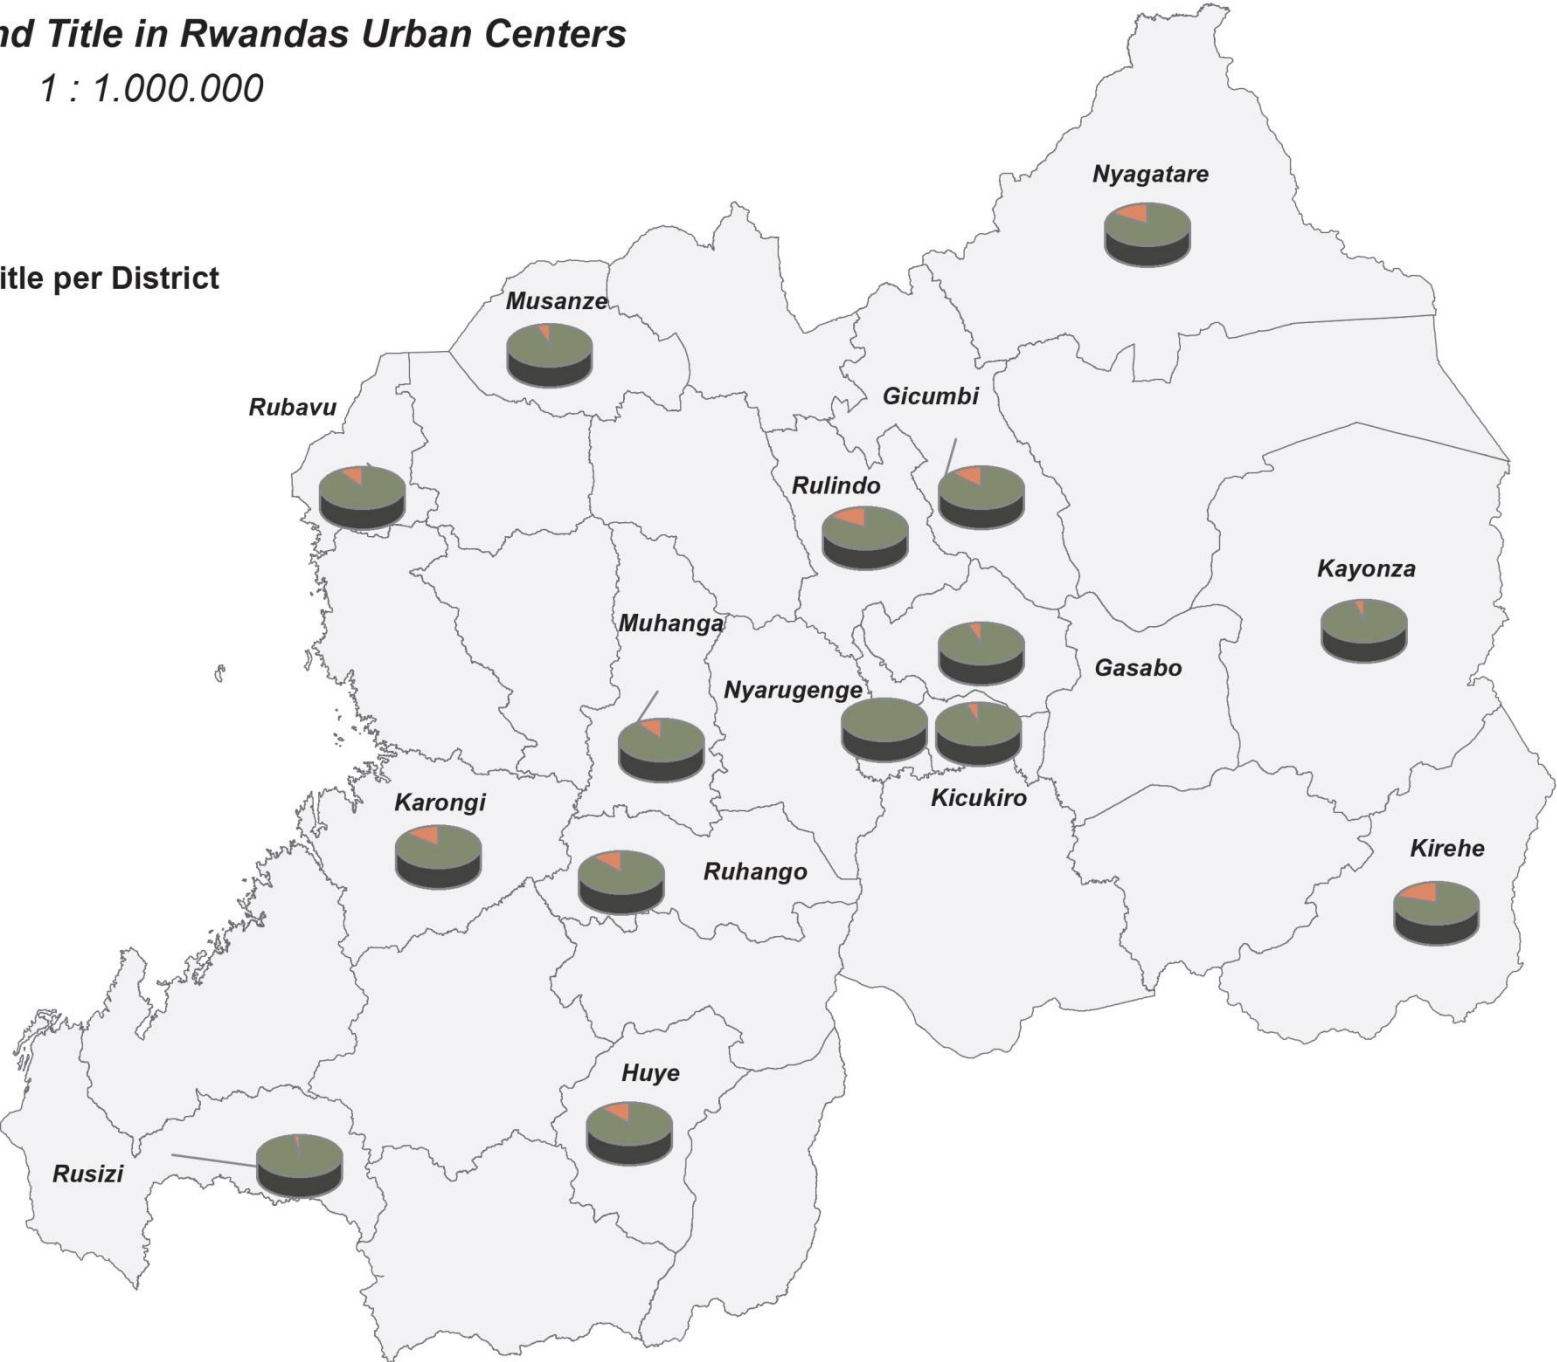 nd Title in Rwandas Urban Centers
1 : 1.000.000
Nyagatare
itle per District
Musanze
Gicumbi
Rubavu
Rulindo
Kayonza
Muhanga
Gasabo
Nyarugenge
Kicukiro
Karongi
Kirehe
Ruhango
Huye
Rusizi